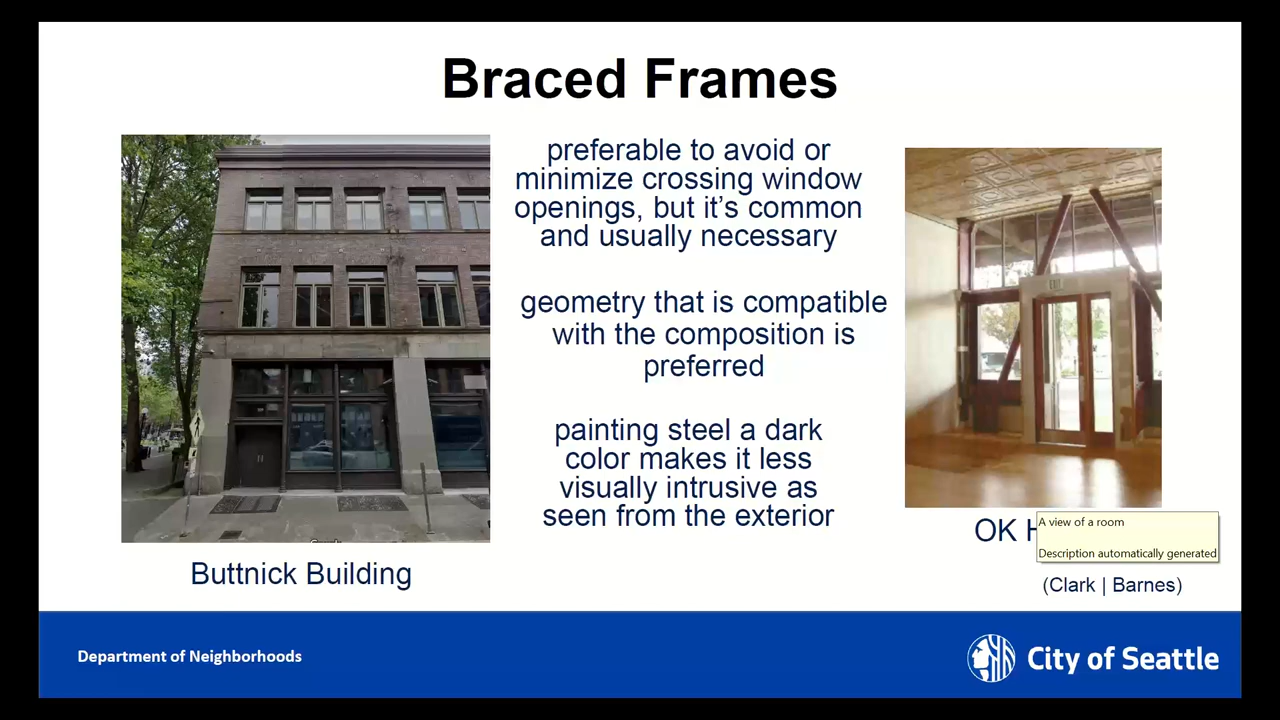 Braced Frames
preferable to avoid or
minimize crossing window
openings, but it’s common
and usually necessary
geometry that is compatible
with the composition is
preferred
painting steel a dark
color makes it less
visually intrusive as
seen from the exterior
EXIT
Buttnick Building
OK
A view of a room
Description automatically generated
(Clark | Barnes)
Department of Neighborhoods
City of Seattle